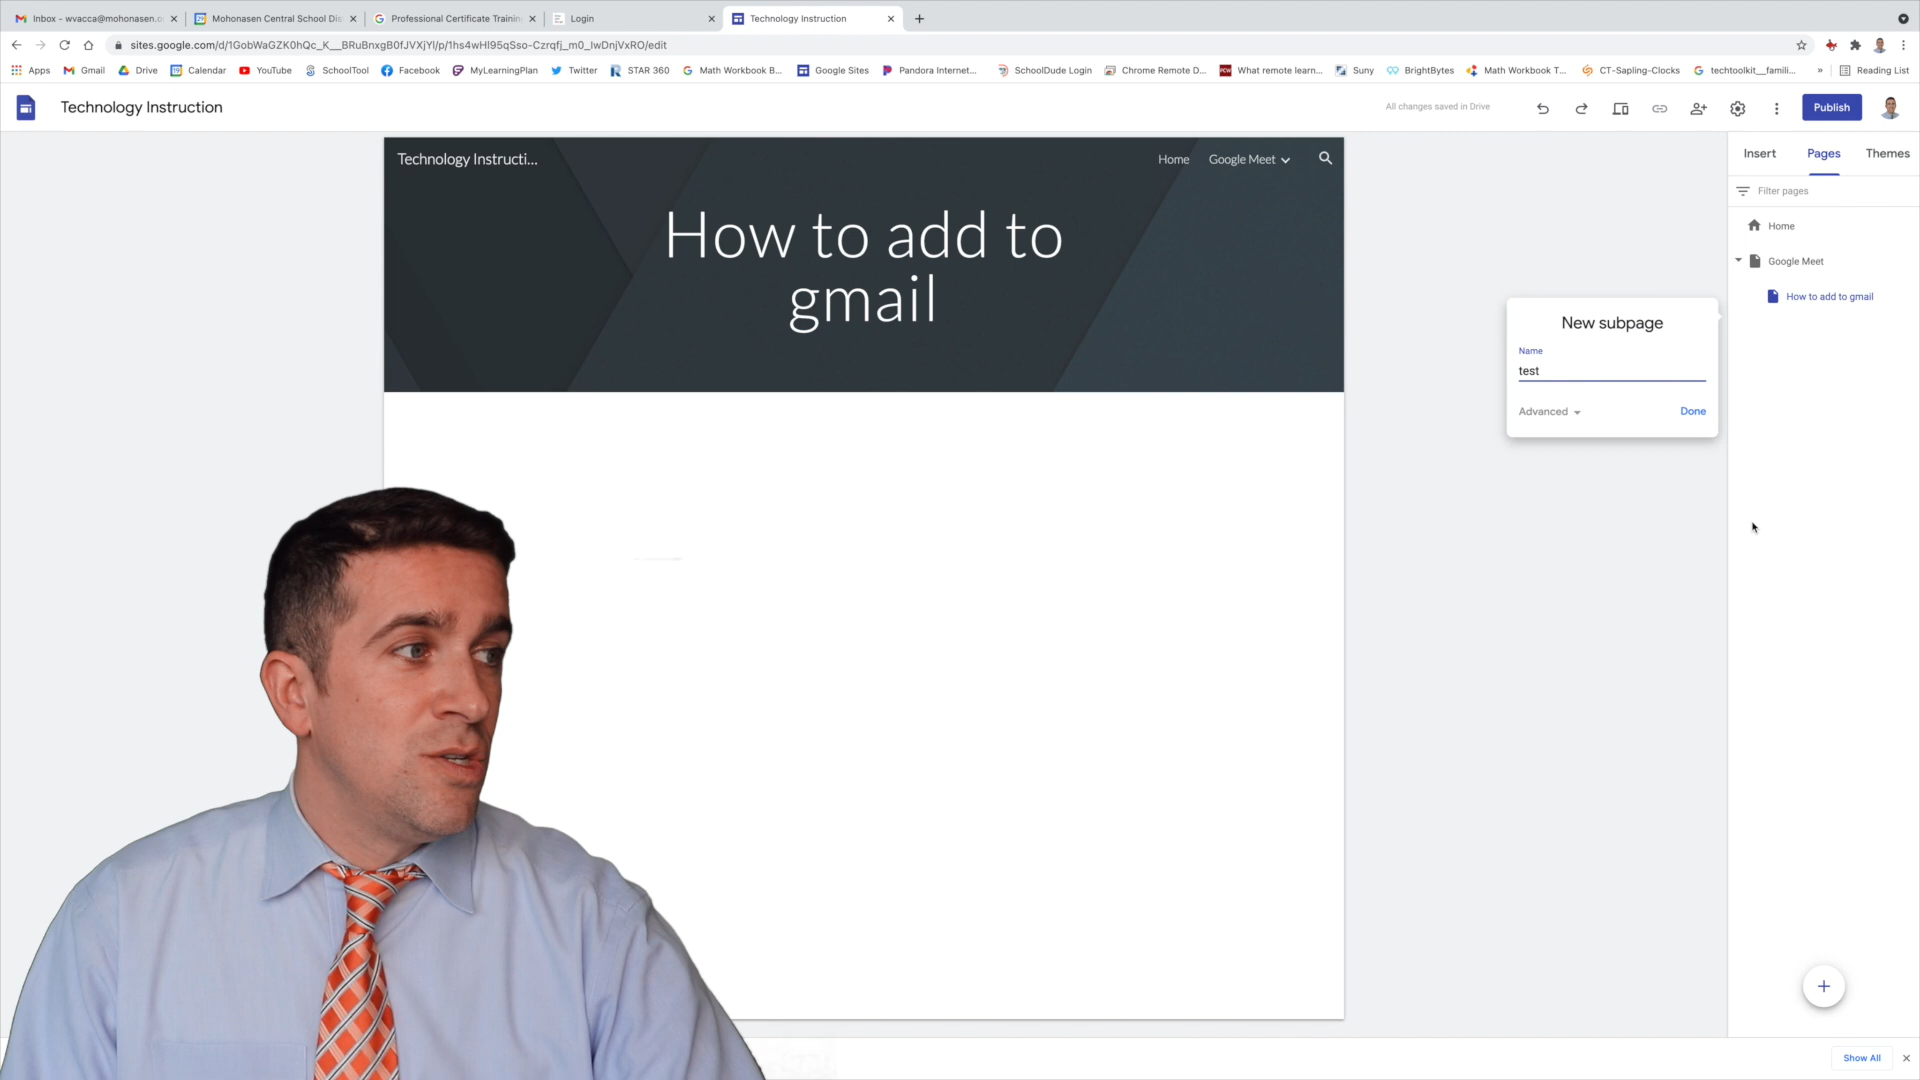 Inbox – wvacca@mohonasen.o
Mohonasen Central School Dis
Professional Certificate Trainin
Login
Technology Instruction
sites.google.com/d/1GobWaGZK0hQc_K__BRuBnxgB0fJVXjYl/p/1hs4wHI95qSso-Czrqfj_m0_IwDnjVxRO/edit
Apps
Gmail
Drive
Calendar
YouTube
SchoolTool
Facebook
MyLearningPlan
Twitter
STAR 360
Math Workbook B...
Google Sites
Pandora Internet...
SchoolDude Login
Chrome Remote D...
What remote learn...
Suny
BrightBytes
Math Workbook T...
CT-Sapling-Clocks
techtoolkit__famili...
»
Reading List
Technology Instruction
All changes saved in Drive
Publish
Technology Instructi...
Home
Google Meet
Insert
Pages
Themes
Filter pages
Home
Google Meet
How to add to gmail
How to add to
gmail
New subpage
Name
test
Advanced
Done
Show All